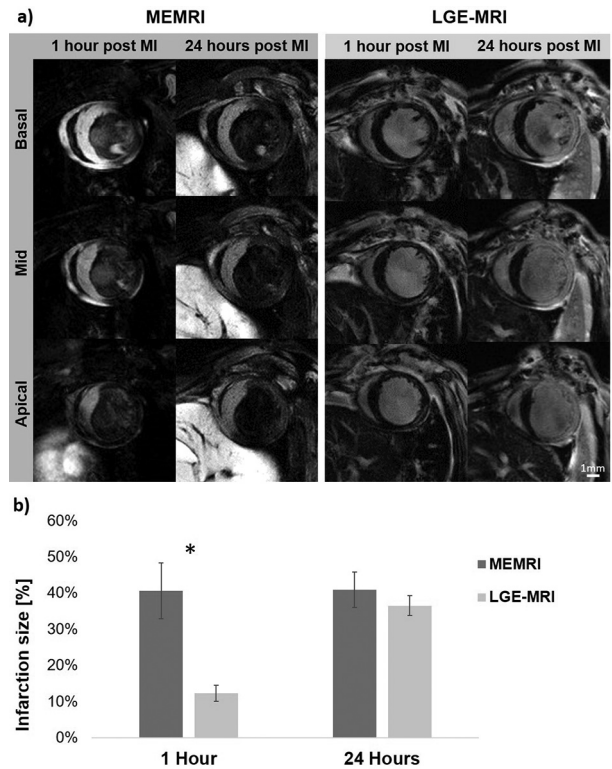 a)
MEMRI
LGE-MRI
1 hour post MI
24 hours post MI
1 hour post MI
24 hours post MI
Basal
Mid
Apical
1mm
b)
Infarction size [%]
60%
50%
40%
30%
20%
10%
0%
*
MEMRI
LGE-MRI
1 Hour
24 Hours